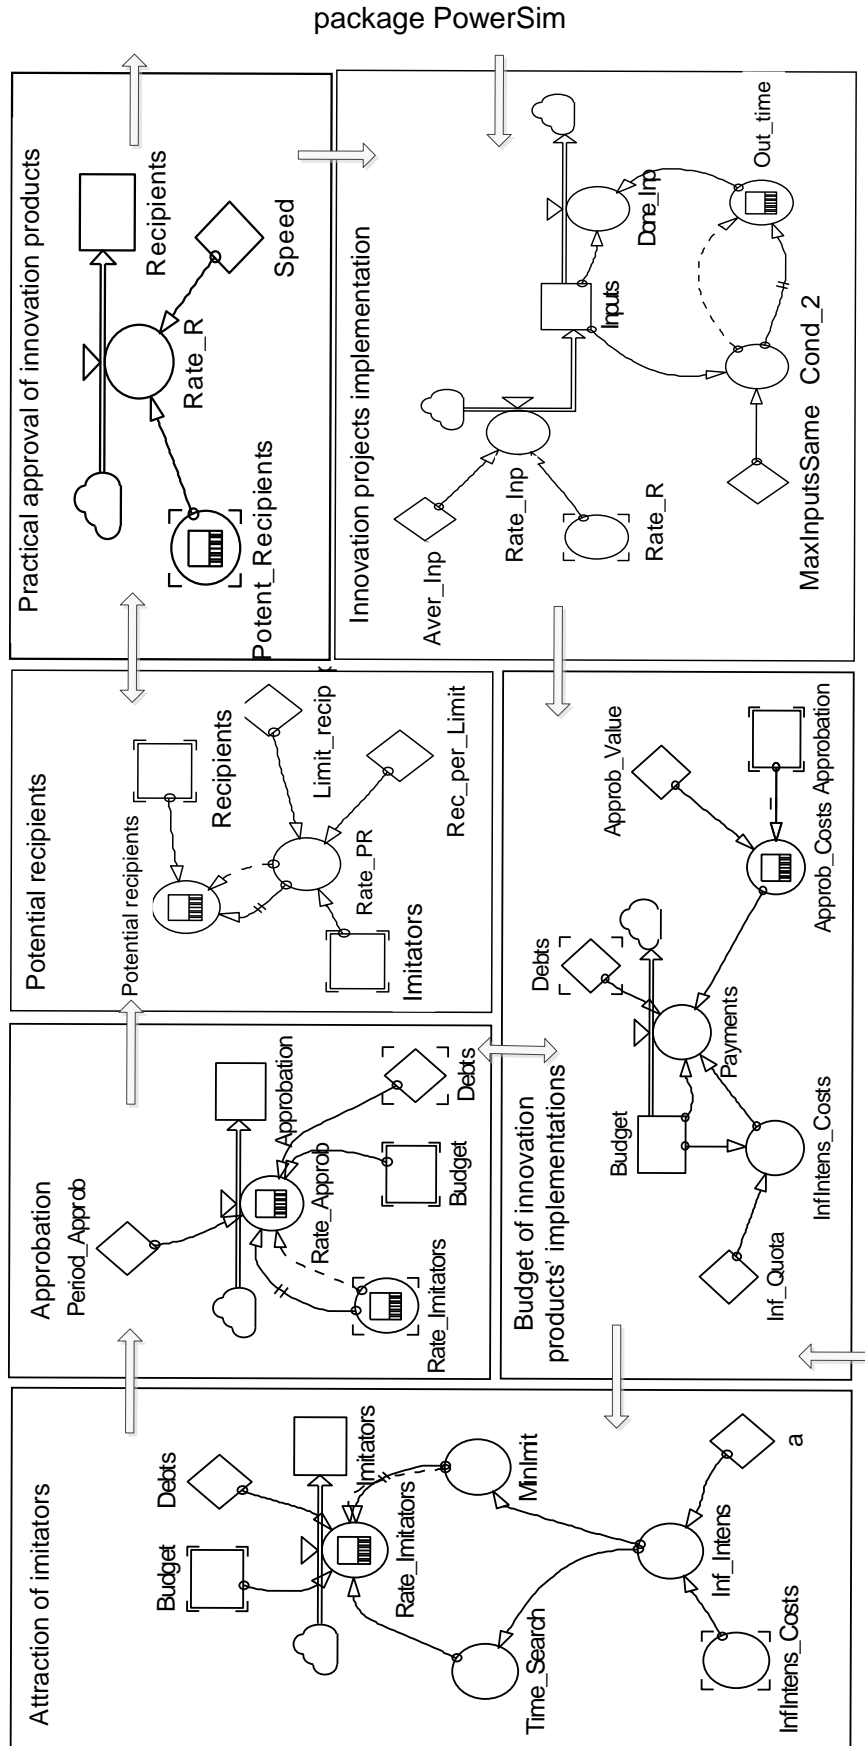 package PowerSim
Practical approval of innovation products
Recipients
Rate_R
Speed
Potent_Recipients
Innovation projects implementation
Aver_Inp
Rate_Inp
Rate_R
Inputs
Done_Inp
Out_time
MaxInputsSame
Cond_2
Potential recipients
Potential recipients
Recipients
Limit_recip
Rate_PR
Rec_per_Limit
Imitators
Approbation
Period_Approb
Approbation
Rate_Approb
Debts
Budget
Rate_Imitators
Budget of innovation
products' implementations
Approb_Value
Debts
Approbation
Approb_Costs
Payments
Budget
InfIntens_Costs
Inf_Quota
Attraction of imitators
Debts
Budget
Imitators
Rate_Imitators
MinImit
Time_Search
a
Inf_Intens
InfIntens_Costs